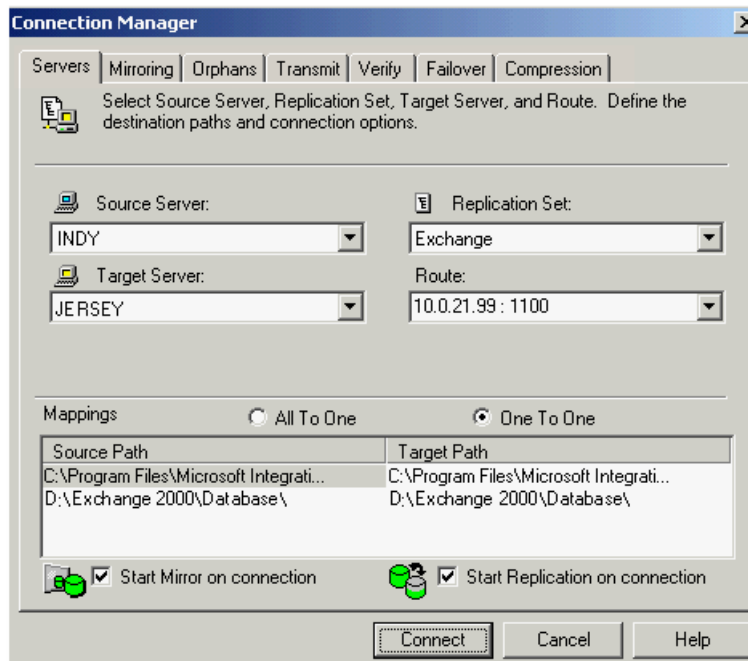 Connection Manager
Servers Mirroring Orphans Transmit Verify Failover Compression
Select Source Server, Replication Set, Target Server, and Route. Define the
destination paths and connection options.
Source Server: Replication Set:
INDY Exchange
Target Server: Route:
JERSEY 10.0.21.99 : 1100
Mappings All To One One To One
Source Path Target Path
C:\Program Files\Microsoft Integrati... C:\Program Files\Microsoft Integrati...
D:\Exchange 2000\Database\ D:\Exchange 2000\Database\
Start Mirror on connection Start Replication on connection
Connect Cancel Help